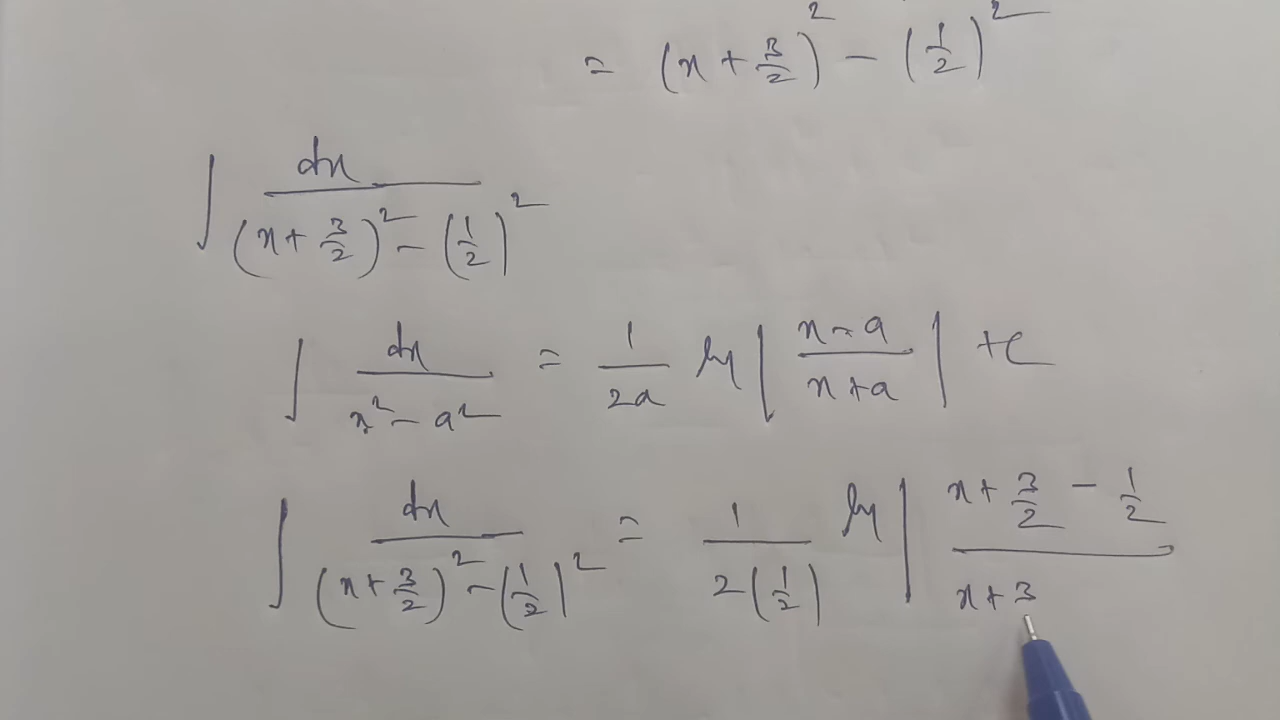 = (x + 3/2)² - (1/2)²
∫ dx / ((x + 3/2)² - (1/2)²)
∫ dx / (x² - a²) = 1/2a ln | (x - a) / (x + a) | + c
∫ dx / ((x + 3/2)² - (1/2)²) = 1 / 2(1/2) ln | (x + 3/2 - 1/2) / (x + 3